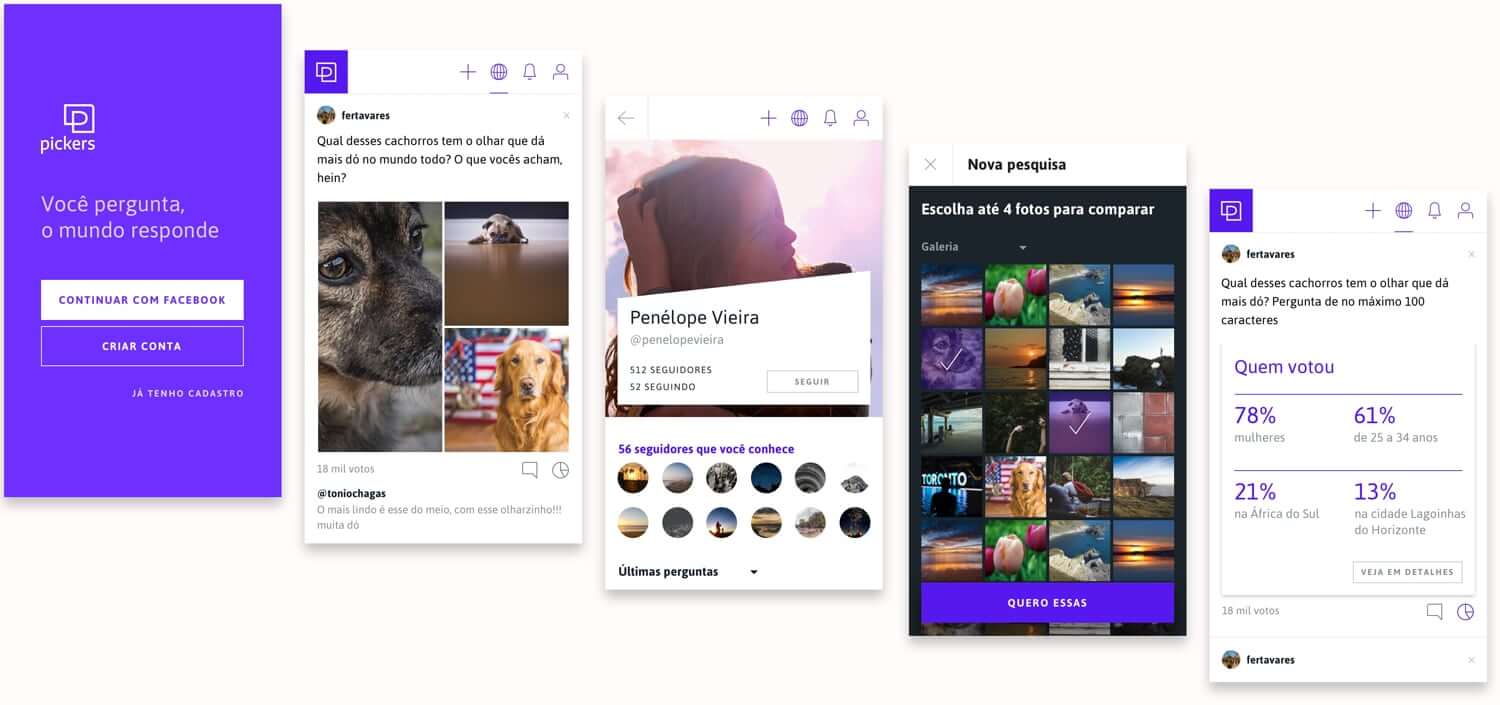 pickers
Você pergunta,
o mundo responde
CONTINUAR COM FACEBOOK
CRIAR CONTA
JÁ TENHO CADASTRO
fertavares
Qual desses cachorros tem o olhar que dá
mais dó no mundo todo? O que vocês acham,
hein?
18 mil votos
@toniochagas
O mais lindo é esse do meio, com esse olharzinho!!!
muita dó
Penélope Vieira
@penelopevieira
512 SEGUIDORES
52 SEGUINDO
SEGUIR
56 seguidores que você conhece
Últimas perguntas
Nova pesquisa
Escolha até 4 fotos para comparar
Galeria
TORONTO
QUERO ESSAS
fertavares
Qual desses cachorros tem o olhar que dá
mais dó? Pergunta de no máximo 100
caracteres
Quem votou
78%
mulheres
61%
de 25 a 34 anos
21%
na África do Sul
13%
na cidade Lagoinhas
do Horizonte
VEJA EM DETALHES
18 mil votos
fertavares